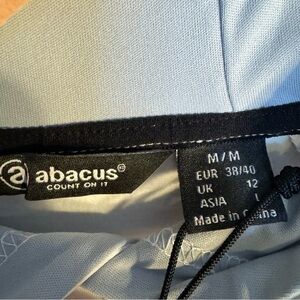 a abacus®
COUNT ON IT
M/M
EUR 38/40
UK 12
ASIA L
Made in China